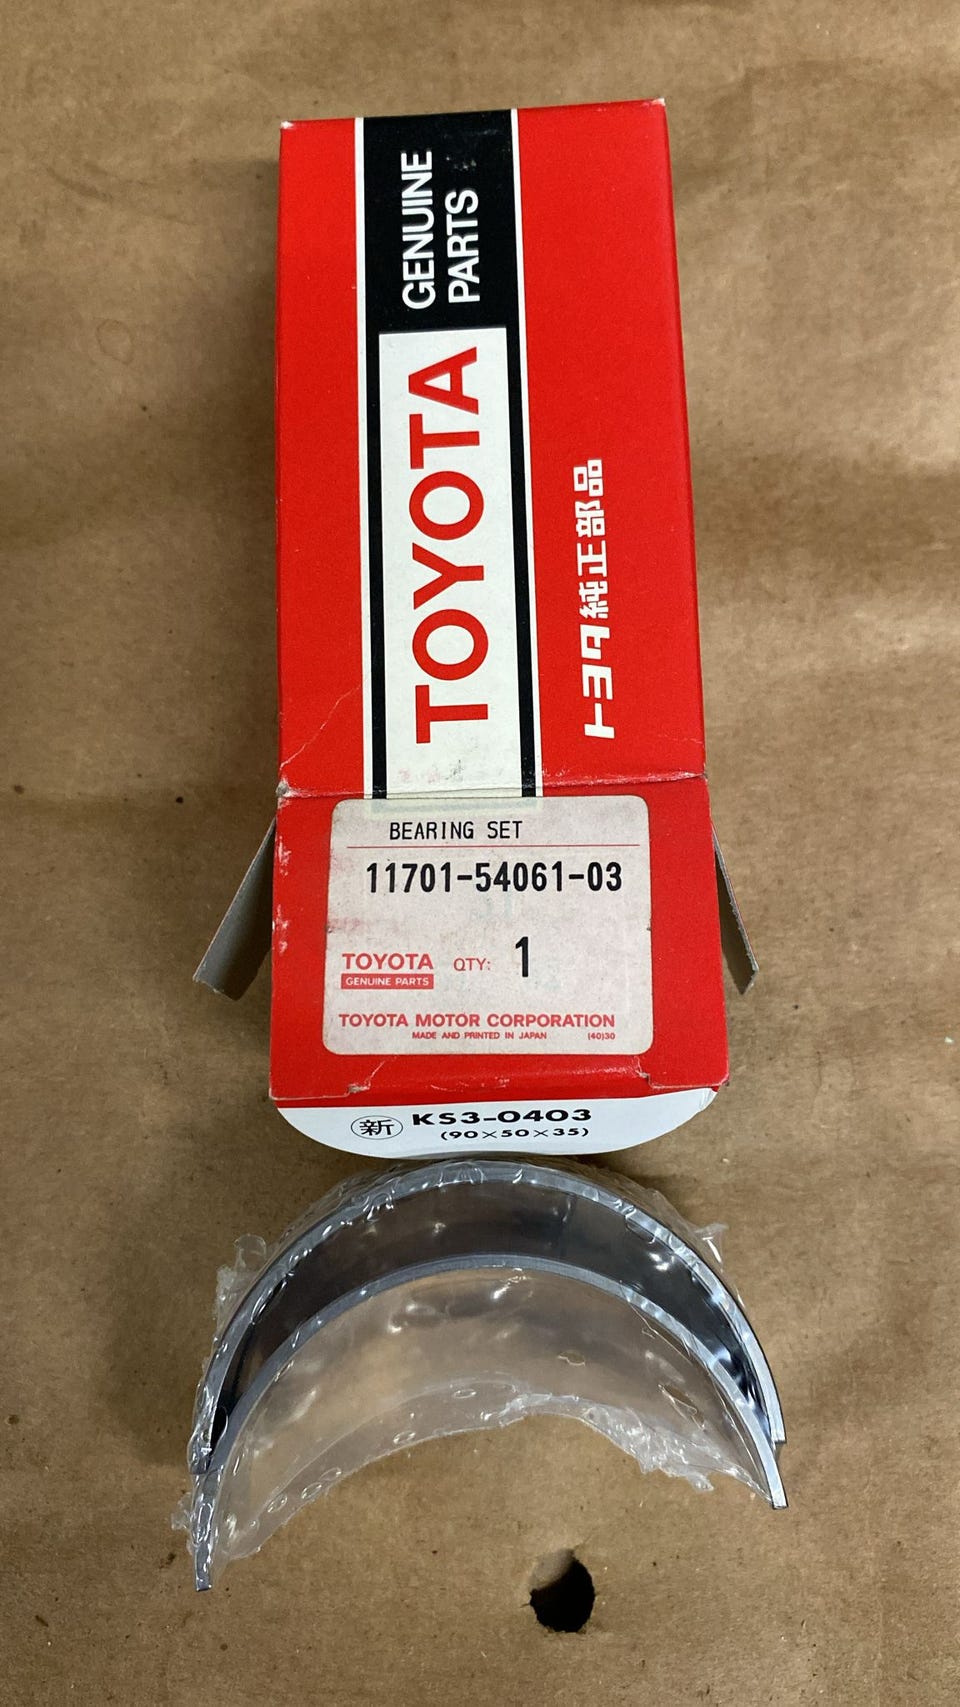 GENUINE
PARTS
TOYOTA
トヨタ純正部品
BEARING SET
11701-54061-03
TOYOTA QTY: 1
GENUINE PARTS
TOYOTA MOTOR CORPORATION
MADE AND PRINTED IN JAPAN (40)30
新 KS3-0403
(90×50×35)